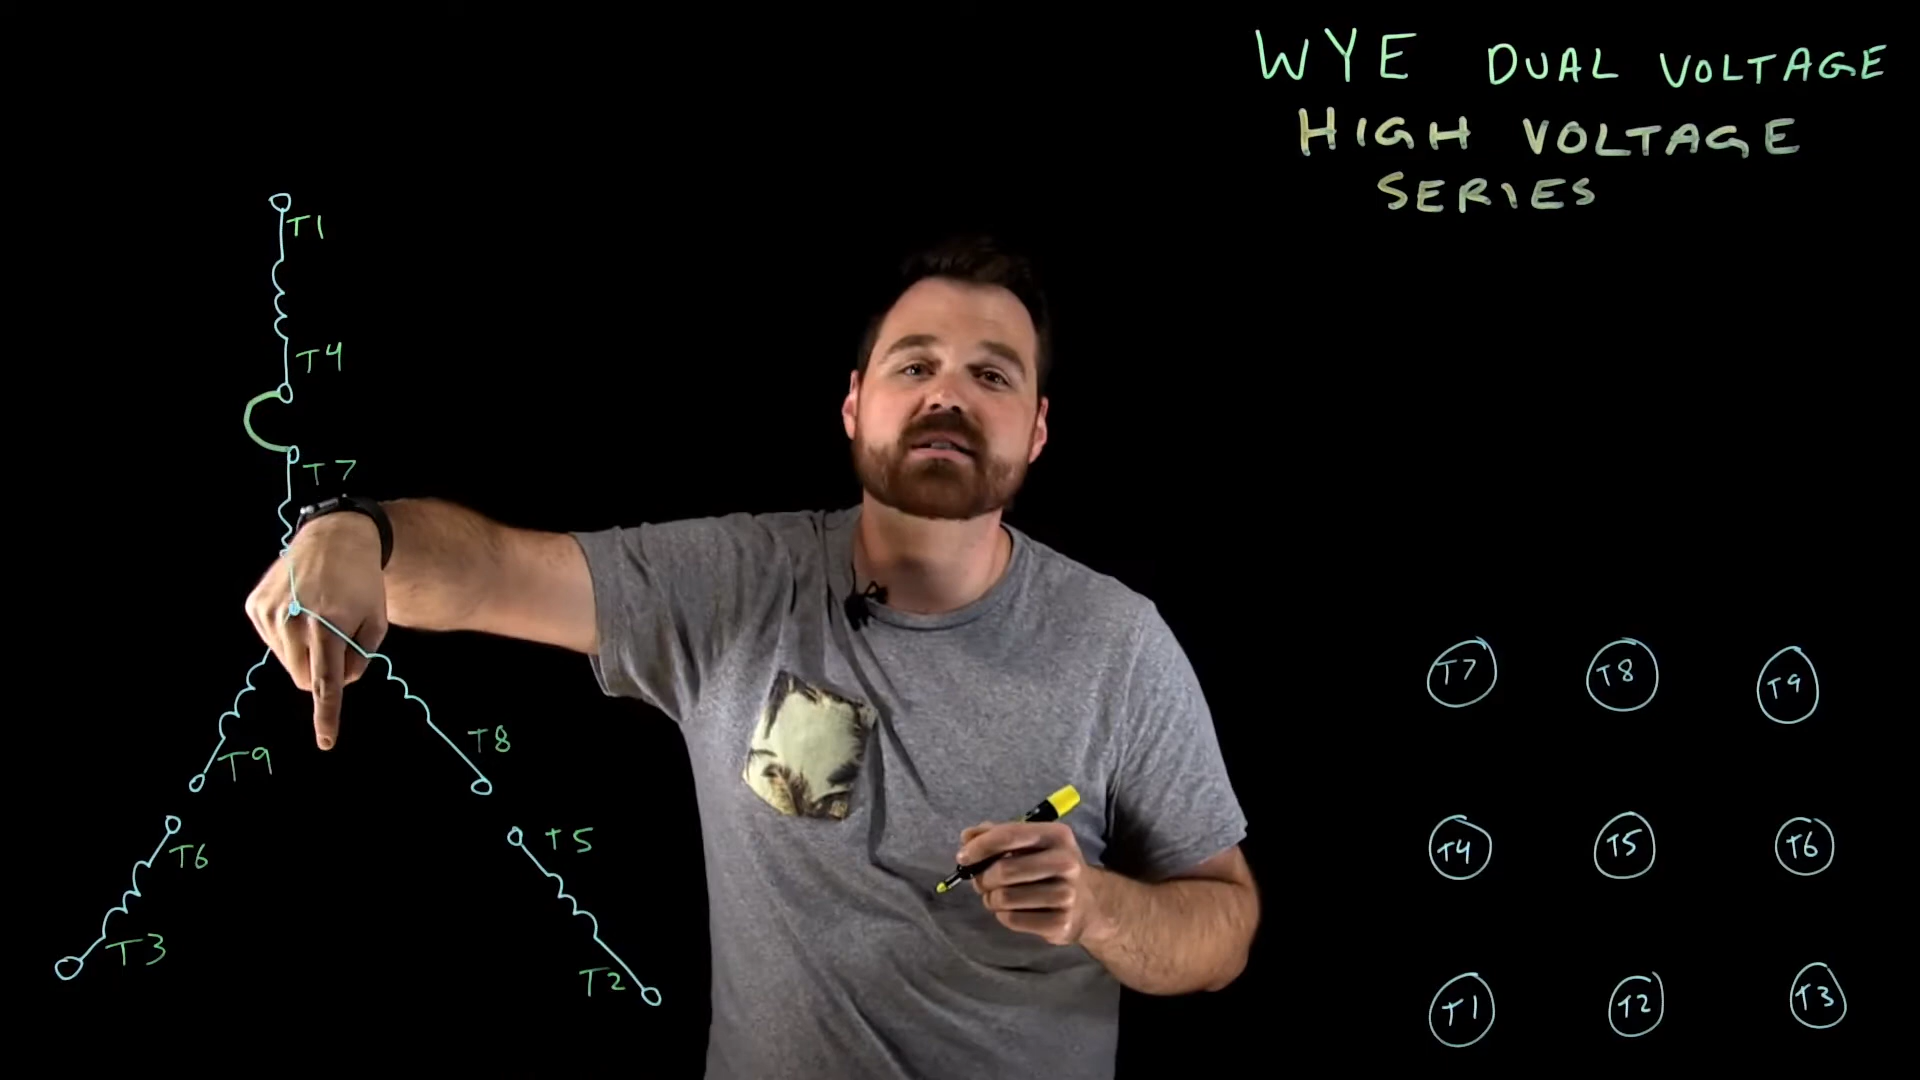 WYE DUAL VOLTAGE
HIGH VOLTAGE
SERIES
T1
T4
T7
T9
T8
T6
T5
T3
T2
T7 T8 T9
T4 T5 T6
T1 T2 T3